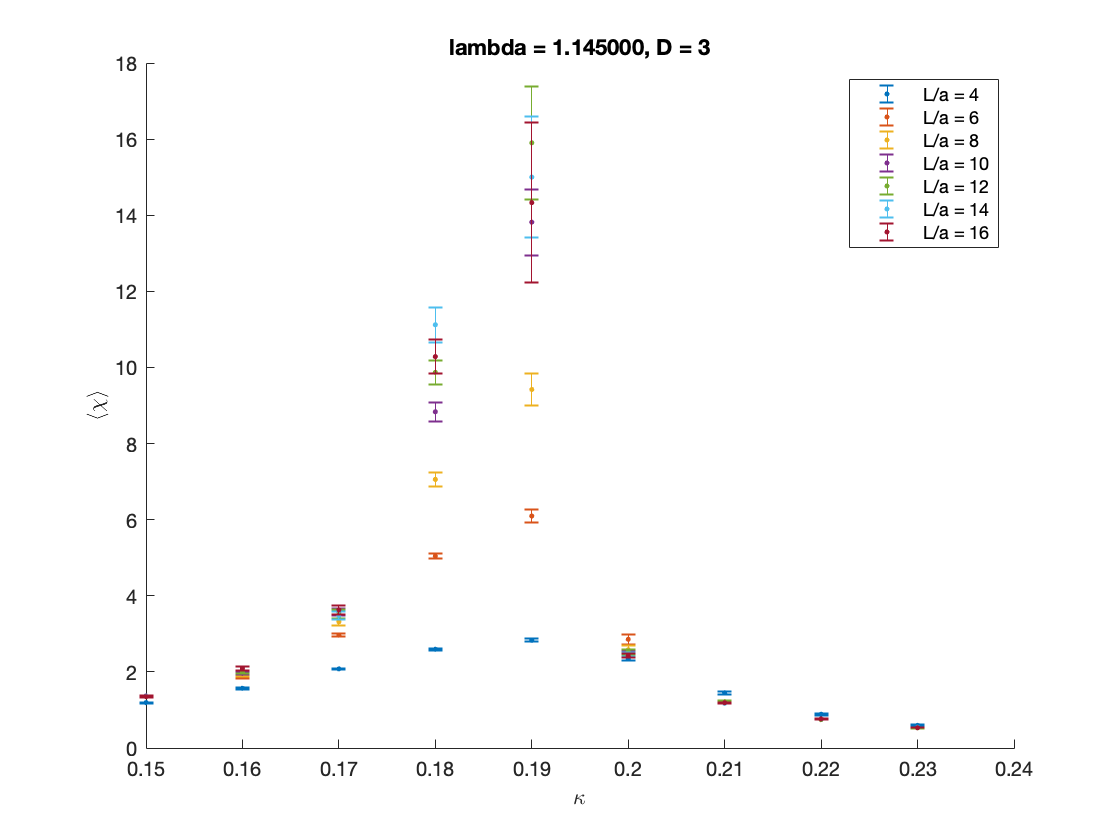 lambda = 1.145000, D = 3
18
16
14
12
10
8
6
4
2
0
⟨χ⟩
L/a = 4
L/a = 6
L/a = 8
L/a = 10
L/a = 12
L/a = 14
L/a = 16
0.15 0.16 0.17 0.18 0.19 0.2 0.21 0.22 0.23 0.24
κ